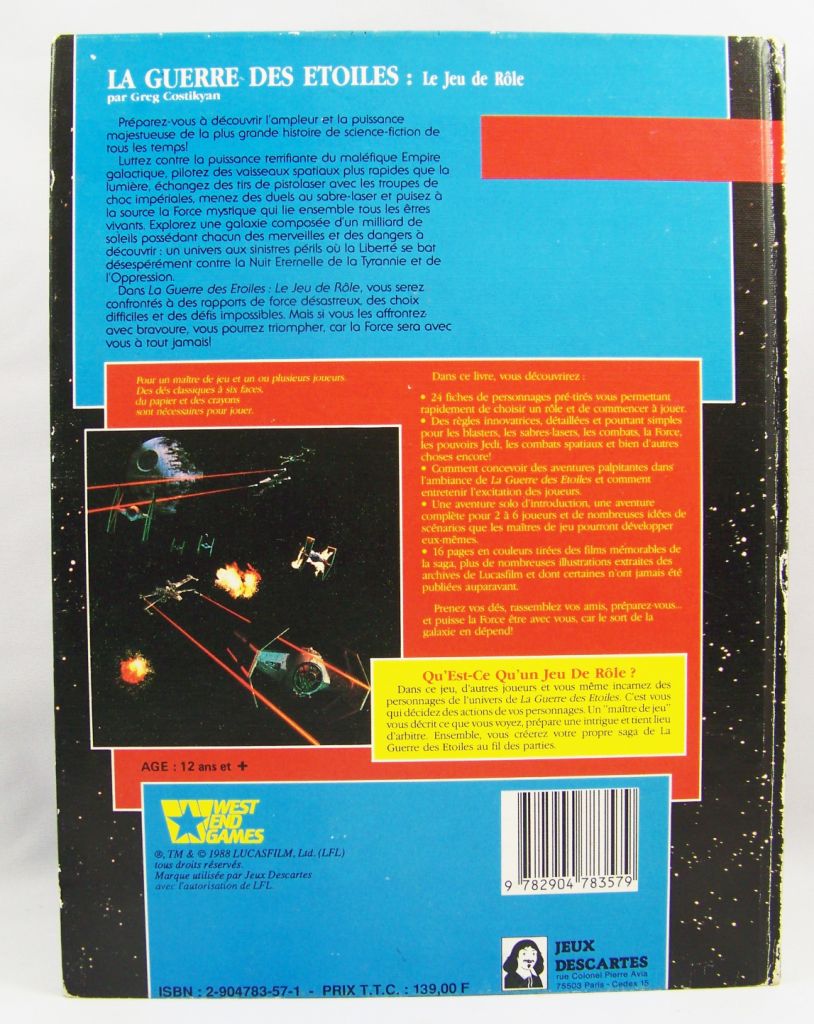 LA GUERRE DES ETOILES : Le Jeu de Rôle
par Greg Costikyan
Préparez-vous à découvrir l'ampleur et la puissance
majestueuse de la plus grande histoire de science-fiction de
tous les temps!
Luttez contre la puissance terrifiante du maléfique Empire
galactique, pilotez des vaisseaux spatiaux plus rapides que la
lumière, échangez des tirs de pistolaser avec les troupes de
choc impériales, menez des duels au sabre-laser et puisez à
la source la Force mystique qui lie ensemble tous les êtres
vivants. Explorez une galaxie composée d'un milliard de
soleils possédant chacun des merveilles et des dangers à
découvrir : un univers aux sinistres périls où la Liberté se bat
désespérément contre la Nuit Eternelle de la Tyrannie et de
l'Oppression.
Dans La Guerre des Etoiles : Le Jeu de Rôle, vous serez
confrontés à des rapports de force désastreux, des choix
difficiles et des défis impossibles. Mais si vous les affrontez
avec bravoure, vous pourrez triompher, car la Force sera avec
vous à tout jamais!
Pour un maître de jeu et un ou plusieurs joueurs.
Des dés classiques à six faces,
du papier et des crayons
sont nécessaires pour jouer.
Dans ce livre, vous découvrirez :
• 24 fiches de personnages pré-tirés vous permettant
rapidement de choisir un rôle et de commencer à jouer.
• Des règles innovatrices, détaillées et pourtant simples
pour les blasters, les sabres-lasers, les combats, la Force,
les pouvoirs Jedi, les combats spatiaux et bien d'autres
choses encore!
• Comment concevoir des aventures palpitantes dans
l'ambiance de La Guerre des Etoiles et comment
entretenir l'excitation des joueurs.
• Une aventure solo d'introduction, une aventure
complète pour 2 à 6 joueurs et de nombreuses idées de
scénarios que les maîtres de jeu pourront développer
eux-mêmes.
• 16 pages en couleurs tirées des films mémorables de
la saga, plus de nombreuses illustrations extraites des
archives de Lucasfilm et dont certaines n'ont jamais été
publiées auparavant.
Prenez vos dés, rassemblez vos amis, préparez-vous...
et puisse la Force être avec vous, car le sort de la
galaxie en dépend!
Qu'Est-Ce Qu'un Jeu De Rôle ?
Dans ce jeu, d'autres joueurs et vous même incarnez des
personnages de l'univers de La Guerre des Etoiles. C'est vous
qui décidez des actions de vos personnages. Un "maître de jeu"
vous décrit ce que vous voyez, prépare une intrigue et tient lieu
d'arbitre. Ensemble, vous créerez votre propre saga de La
Guerre des Etoiles au fil des parties.
AGE : 12 ans et +
WEST
END
GAMES
®, TM & © 1988 LUCASFILM, Ltd. (LFL)
tous droits réservés.
Marque utilisée par Jeux Descartes
avec l'autorisation de LFL.
9 782904 783579
JEUX
DESCARTES
rue Colonel Pierre Avia
75503 Paris - Cedex 15
ISBN : 2-904783-57-1 - PRIX T.T.C. : 139,00 F